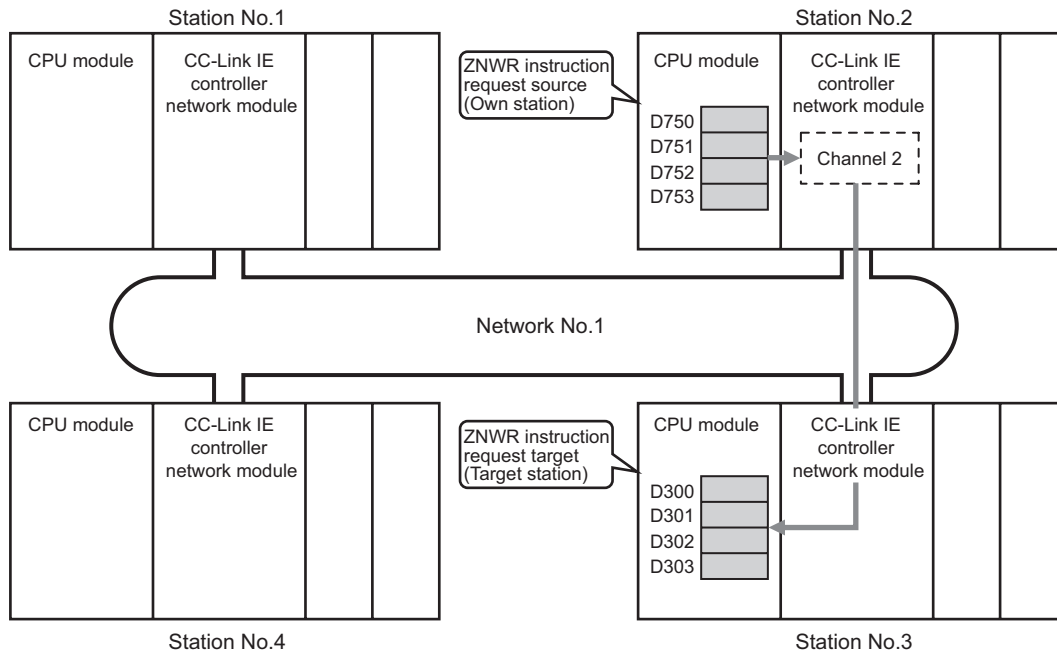 Station No.1
CPU module
CC-Link IE
controller
network module
Station No.2
ZNWR instruction
request source
(Own station)
CPU module
D750
D751
D752
D753
CC-Link IE
controller
network module
Channel 2
Network No.1
CPU module
CC-Link IE
controller
network module
Station No.4
ZNWR instruction
request target
(Target station)
CPU module
D300
D301
D302
D303
CC-Link IE
controller
network module
Station No.3